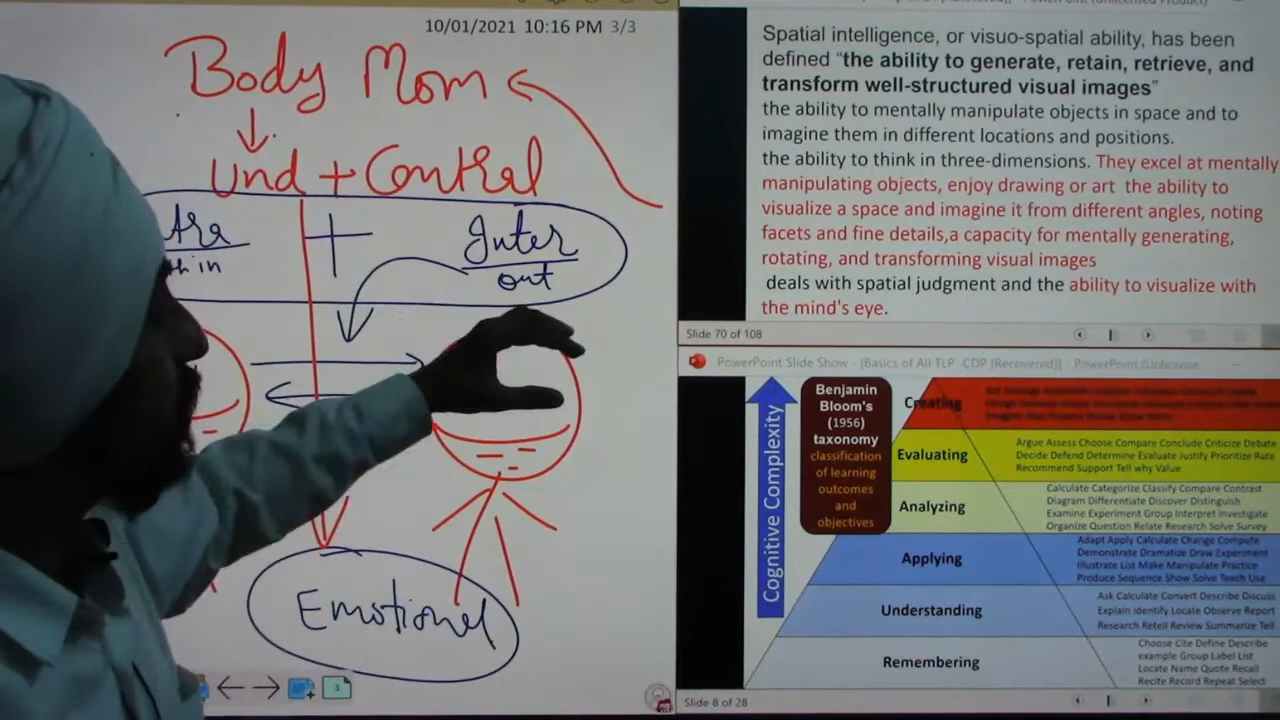 10/01/2021 10:16 PM 3/3
Body Mom
Und + Control
Inter
out
Emotional
3
Spatial intelligence, or visuo-spatial ability, has been
defined "the ability to generate, retain, retrieve, and
transform well-structured visual images"
the ability to mentally manipulate objects in space and to
imagine them in different locations and positions.
the ability to think in three-dimensions. They excel at mentally
manipulating objects, enjoy drawing or art the ability to
visualize a space and imagine it from different angles, noting
facets and fine details,a capacity for mentally generating,
rotating, and transforming visual images
deals with spatial judgment and the ability to visualize with
the mind's eye.
Slide 70 of 108
PowerPoint Slide Show - [Basics of All TLP -CDP [Recovered]] - PowerPoint
Cognitive Complexity
Benjamin
Bloom's
(1956)
taxonomy
classification
of learning
outcomes
and
objectives
Creating
Evaluating
Argue Assess Choose Compare Conclude Criticize Debate
Decide Defend Determine Evaluate Justify Prioritize Rate
Recommend Support Tell why Value
Analyzing
Calculate Categorize Classify Compare Contrast
Diagram Differentiate Discover Distinguish
Examine Experiment Group Interpret Investigate
Organize Question Relate Research Solve Survey
Applying
Adapt Apply Calculate Change Compute
Demonstrate Dramatize Draw Experiment
Illustrate List Make Manipulate Practice
Produce Sequence Show Solve Teach Use
Understanding
Ask Calculate Convert Describe Discuss
Explain Identify Locate Observe Report
Research Retell Review Summarize Tell
Remembering
Choose Cite Define Describe
example Group Label List
Locate Name Quote Recall
Recite Record Repeat Select
Slide 8 of 28